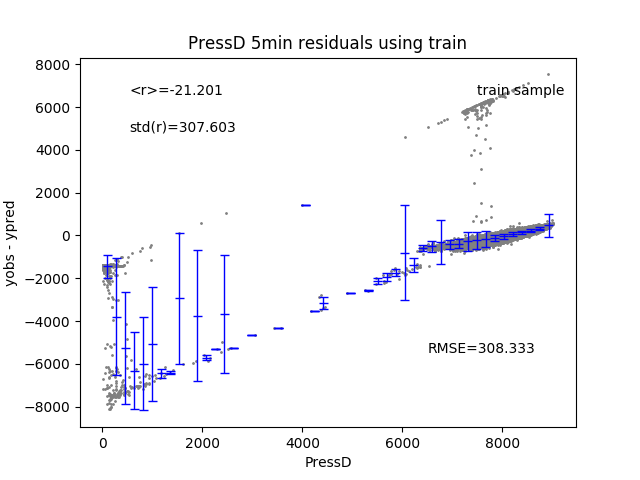 PressD 5min residuals using train
8000
<r>=-21.201
train sample
6000
std(r)=307.603
4000
2000
0
yobs - ypred
−2000
−4000
RMSE=308.333
−6000
−8000
0 2000 4000 6000 8000
PressD